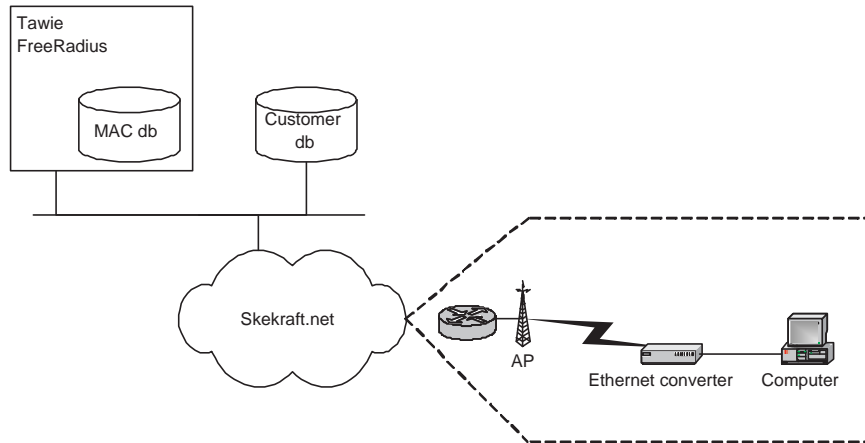 Tawie
FreeRadius
MAC db
Customer
db
Skekraft.net
AP
Ethernet converter
Computer